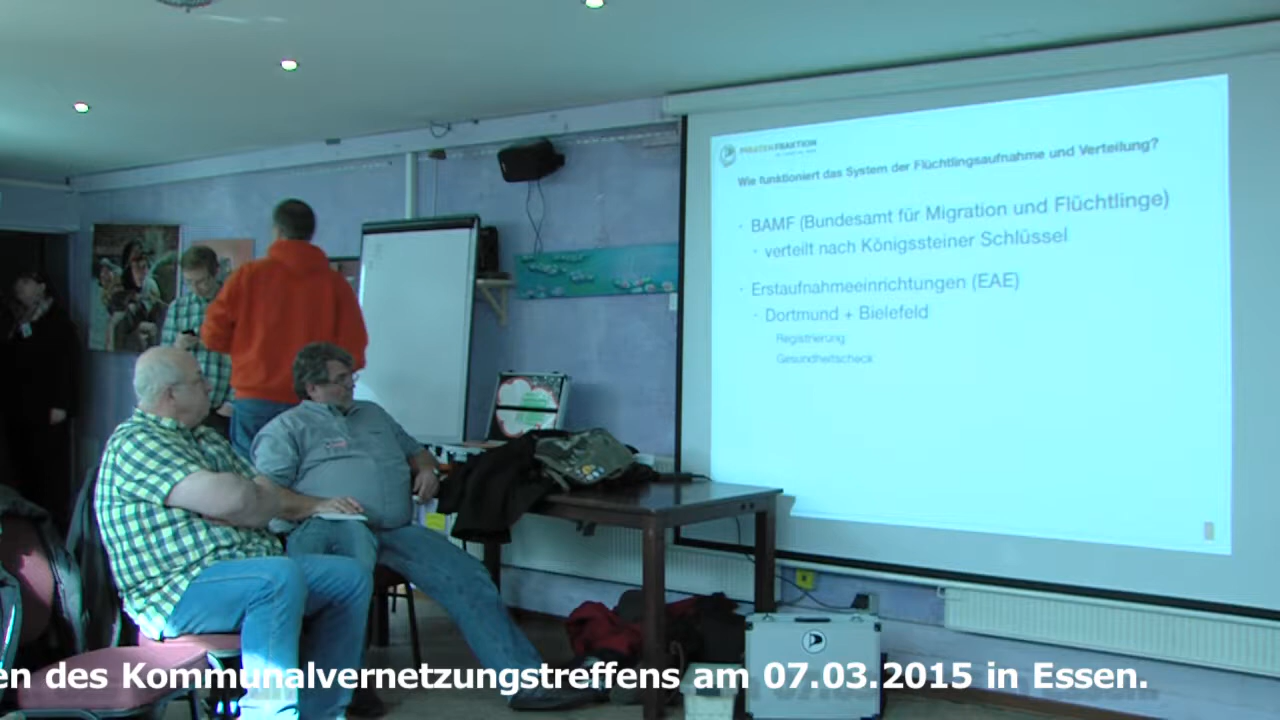 PIRATENFRAKTION
Wie funktioniert das System der Flüchtlingsaufnahme und Verteilung?
· BAMF (Bundesamt für Migration und Flüchtlinge)
· verteilt nach Königssteiner Schlüssel
· Erstaufnahmeeinrichtungen (EAE)
· Dortmund + Bielefeld
Registrierung
Gesundheitscheck
en des Kommunalvernetzungstreffens am 07.03.2015 in Essen.